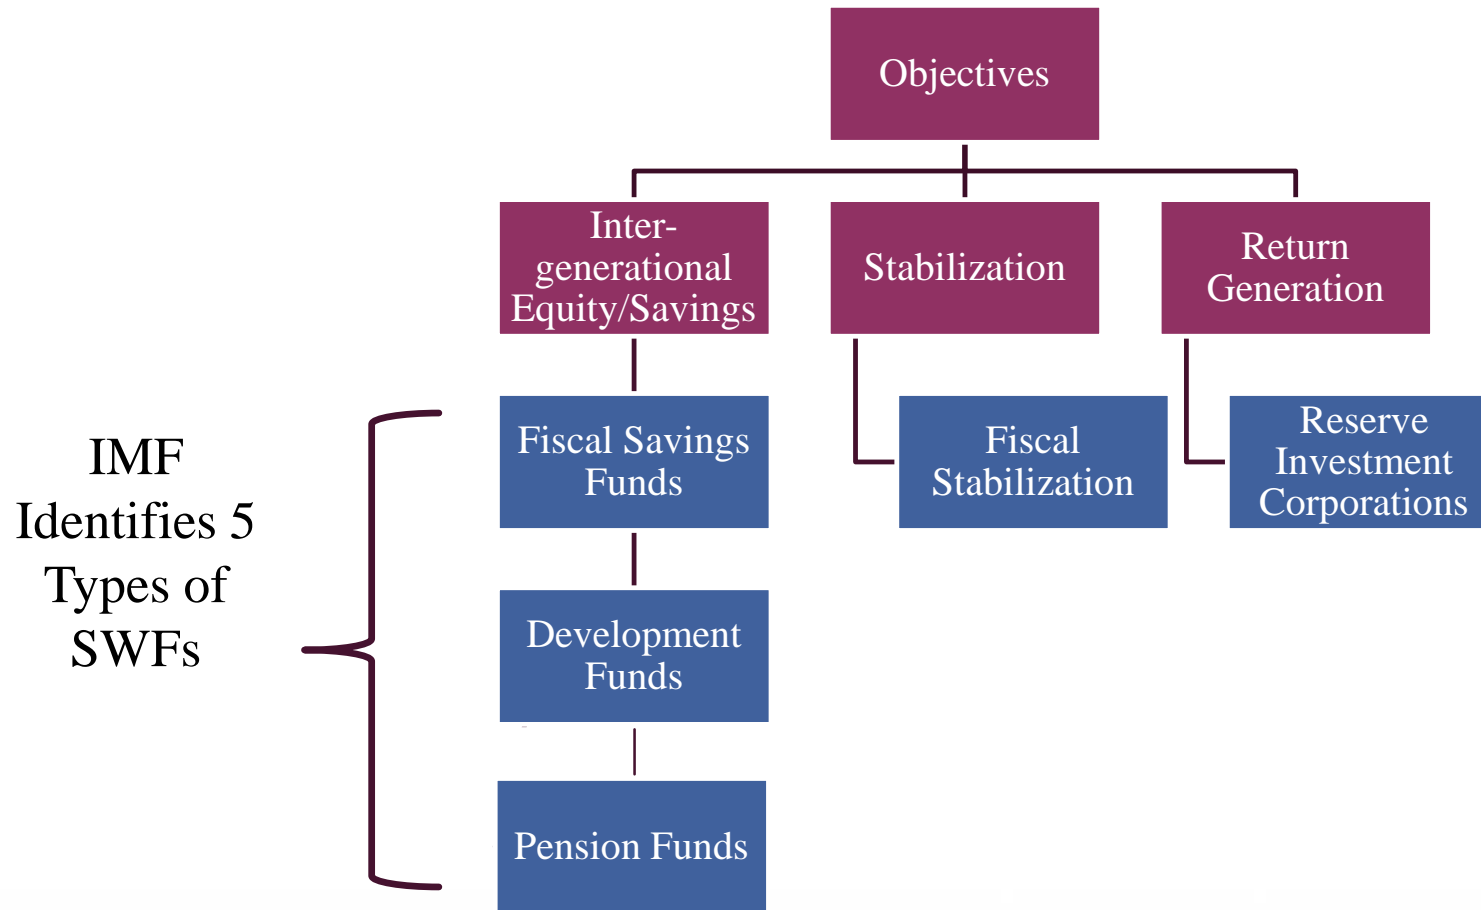 Objectives
Inter-
generational
Equity/Savings
Stabilization
Return
Generation
IMF
Identifies 5
Types of
SWFs
Fiscal Savings
Funds
Fiscal
Stabilization
Reserve
Investment
Corporations
Development
Funds
Pension Funds